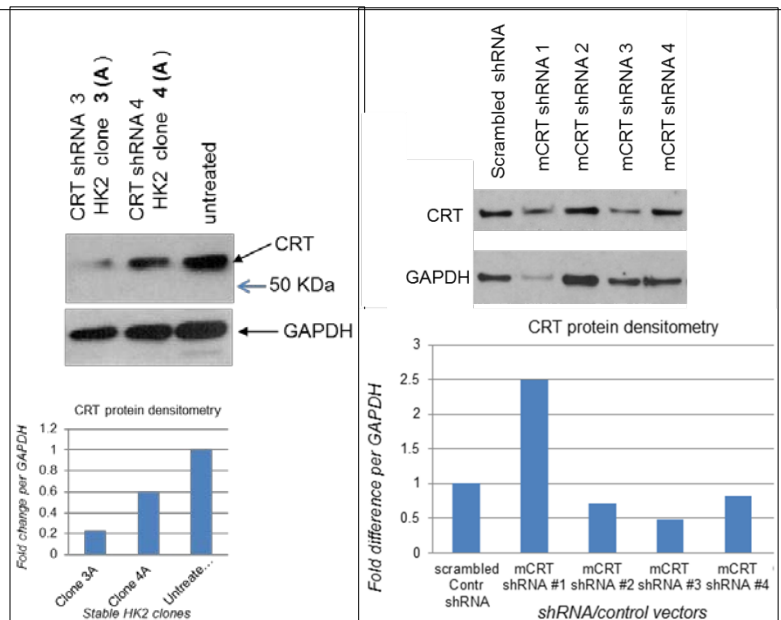 CRT shRNA 3
HK2 clone 3 (A)
CRT shRNA 4
HK2 clone 4 (A)
untreated
CRT
50 KDa
GAPDH
CRT protein densitometry
Fold change per GAPDH
1.2
1
0.8
0.6
0.4
0.2
0
Clone 3A
Clone 4A
Untreate...
Stable HK2 clones
Scrambled shRNA
mCRT shRNA 1
mCRT shRNA 2
mCRT shRNA 3
mCRT shRNA 4
CRT
GAPDH
CRT protein densitometry
Fold difference per GAPDH
3
2.5
2
1.5
1
0.5
0
scrambled
Contr
shRNA
mCRT
shRNA #1
mCRT
shRNA #2
mCRT
shRNA #3
mCRT
shRNA #4
shRNA/control vectors